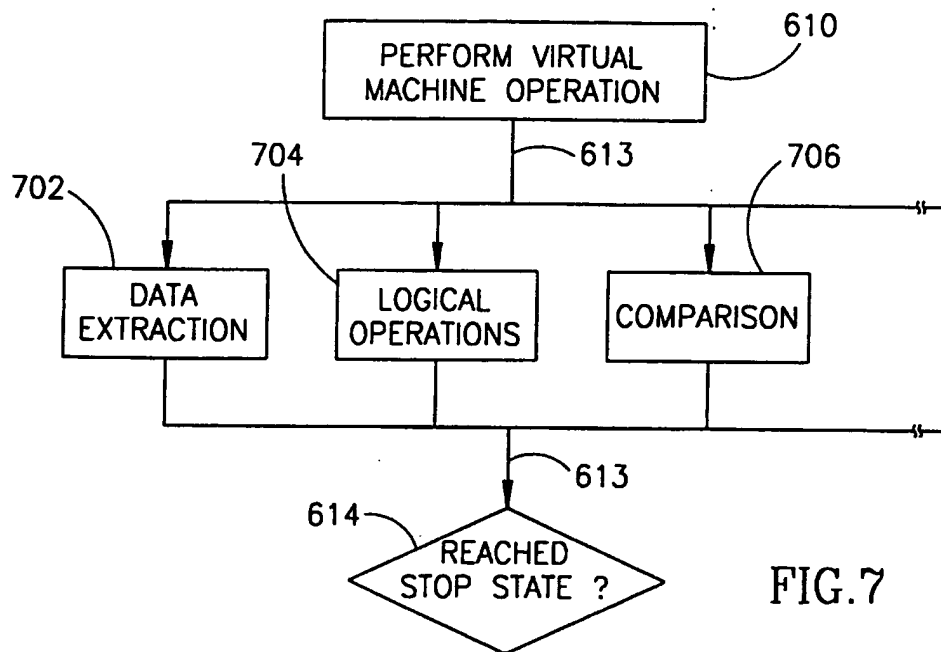 610
PERFORM VIRTUAL
MACHINE OPERATION
613
704
706
702
DATA
EXTRACTION
LOGICAL
OPERATIONS
COMPARISON
613
614
REACHED
STOP STATE ?
FIG.7